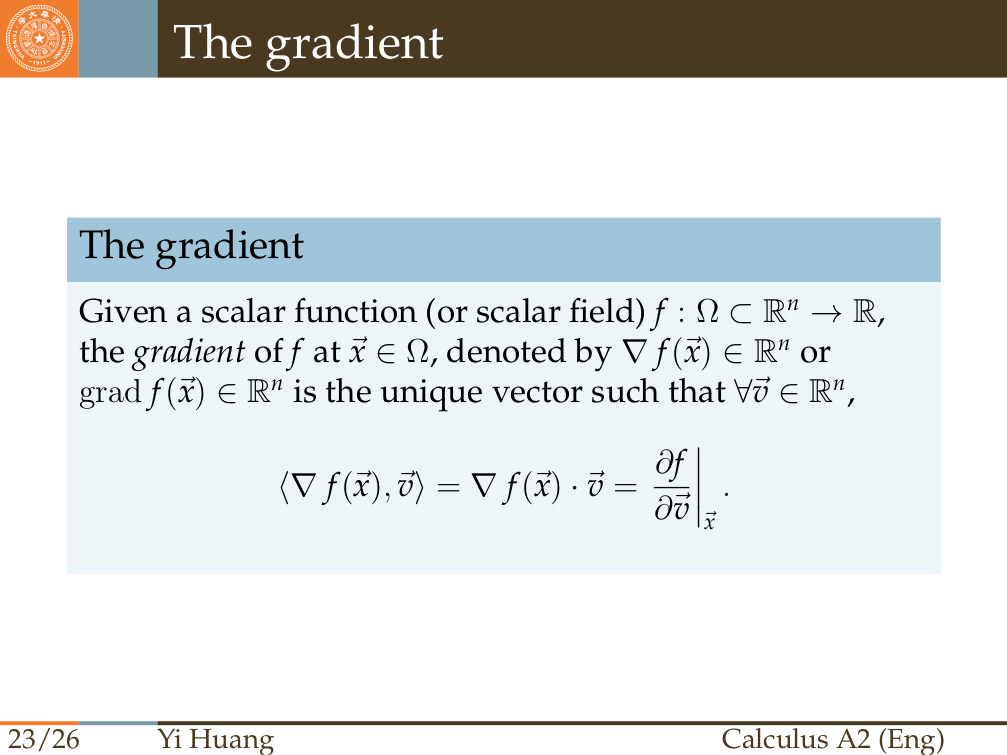 The gradient
The gradient
Given a scalar function (or scalar field) f : Ω ⊂ ℝⁿ → ℝ,
the gradient of f at x⃗ ∈ Ω, denoted by ∇ f(x⃗) ∈ ℝⁿ or
grad f(x⃗) ∈ ℝⁿ is the unique vector such that ∀v⃗ ∈ ℝⁿ,
⟨∇ f(x⃗), v⃗⟩ = ∇ f(x⃗) · v⃗ = ∂f/∂v⃗ |x⃗ .
23/26 Yi Huang Calculus A2 (Eng)